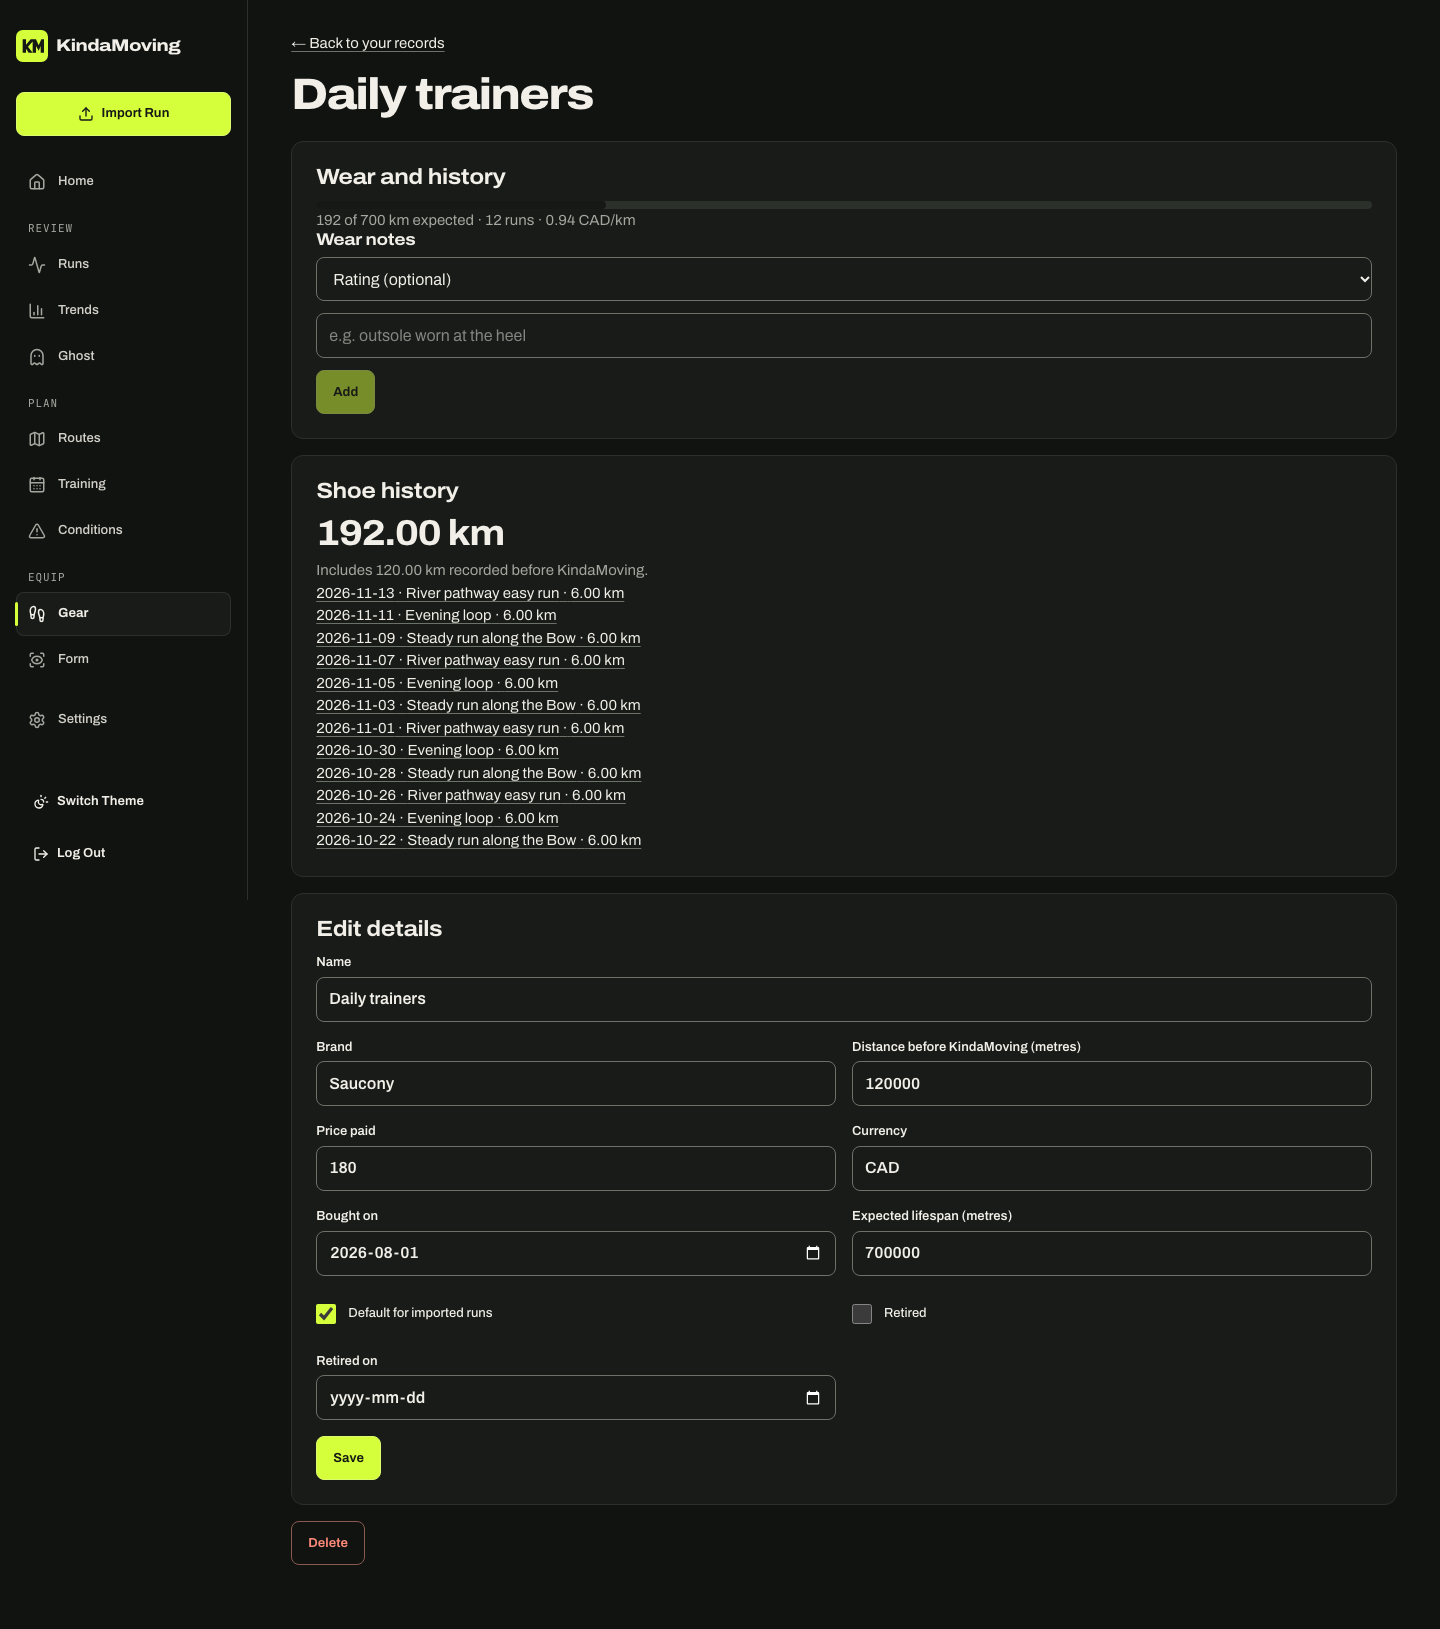 KM KindaMoving
Import Run
Home
REVIEW
Runs
Trends
Ghost
PLAN
Routes
Training
Conditions
EQUIP
Gear
Form
Settings
Switch Theme
Log Out
← Back to your records
Daily trainers
Wear and history
192 of 700 km expected · 12 runs · 0.94 CAD/km
Wear notes
Rating (optional)
e.g. outsole worn at the heel
Add
Shoe history
192.00 km
Includes 120.00 km recorded before KindaMoving.
2026-11-13 · River pathway easy run · 6.00 km
2026-11-11 · Evening loop · 6.00 km
2026-11-09 · Steady run along the Bow · 6.00 km
2026-11-07 · River pathway easy run · 6.00 km
2026-11-05 · Evening loop · 6.00 km
2026-11-03 · Steady run along the Bow · 6.00 km
2026-11-01 · River pathway easy run · 6.00 km
2026-10-30 · Evening loop · 6.00 km
2026-10-28 · Steady run along the Bow · 6.00 km
2026-10-26 · River pathway easy run · 6.00 km
2026-10-24 · Evening loop · 6.00 km
2026-10-22 · Steady run along the Bow · 6.00 km
Edit details
Name
Daily trainers
Brand
Distance before KindaMoving (metres)
Saucony
120000
Price paid
Currency
180
CAD
Bought on
Expected lifespan (metres)
2026-08-01
700000
Default for imported runs
Retired
Retired on
yyyy-mm-dd
Save
Delete